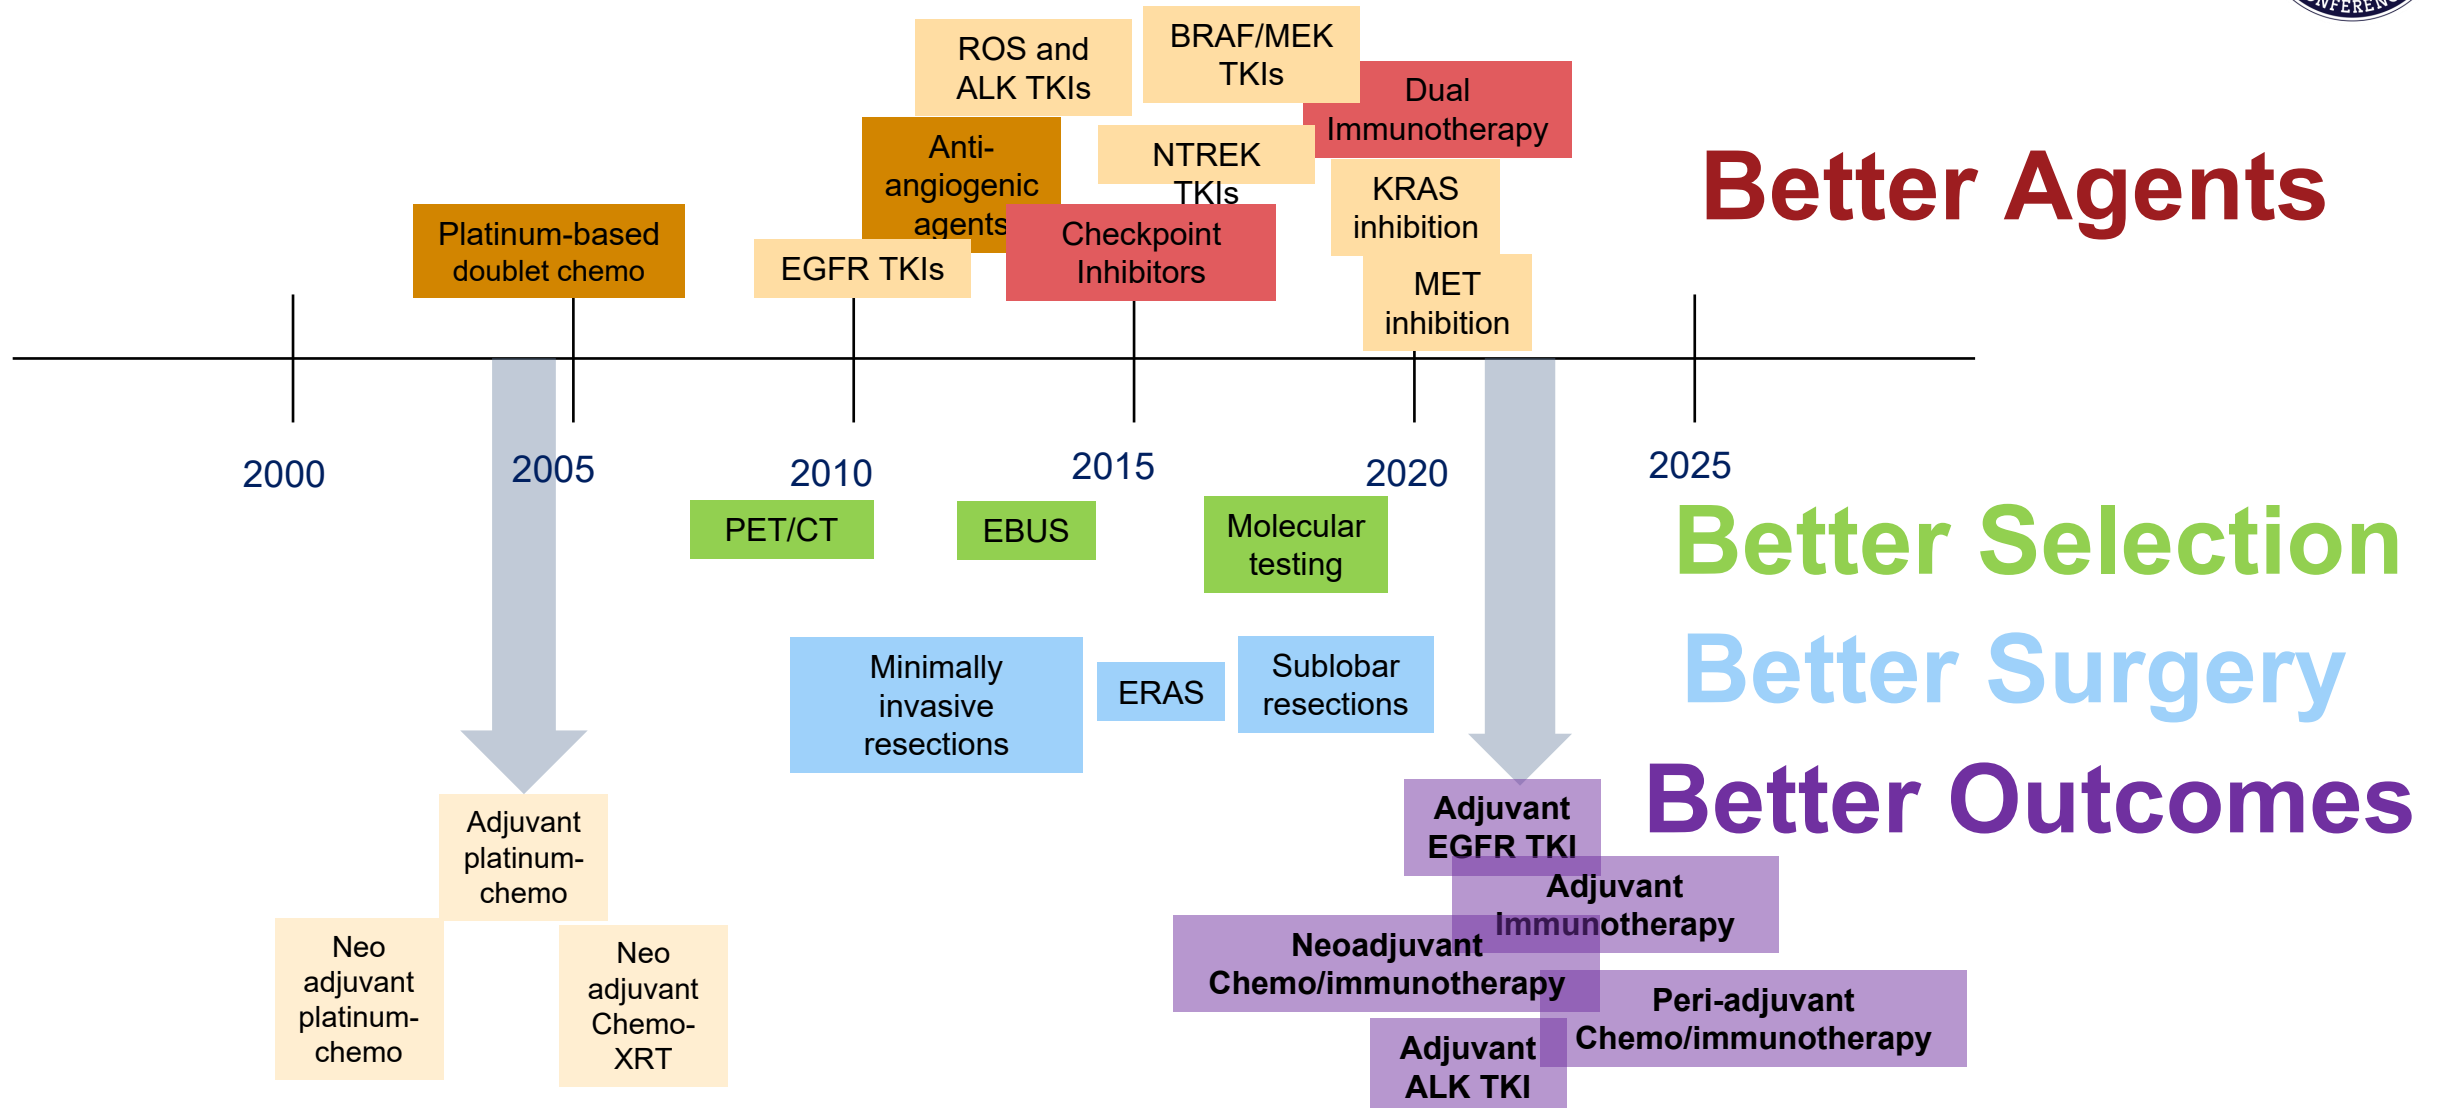 ONFERENC
ROS and
ALK TKIs
BRAF/MEK
TKIs
Dual
Immunotherapy
Anti-
angiogenic
agents
NTREK
TKIs
KRAS
inhibition
Better Agents
Platinum-based
doublet chemo
EGFR TKIs
Checkpoint
Inhibitors
MET
inhibition
2000
2005
2010
2015
2020
2025
PET/CT
EBUS
Molecular
testing
Better Selection
Minimally
invasive
resections
ERAS
Sublobar
resections
Better Surgery
Better Outcomes
Adjuvant
platinum-
chemo
Neo
adjuvant
platinum-
chemo
Neo
adjuvant
Chemo-
XRT
Adjuvant
EGFR TKI
Adjuvant
Immunotherapy
Neoadjuvant
Chemo/immunotherapy
Peri-adjuvant
Chemo/immunotherapy
Adjuvant
ALK TKI